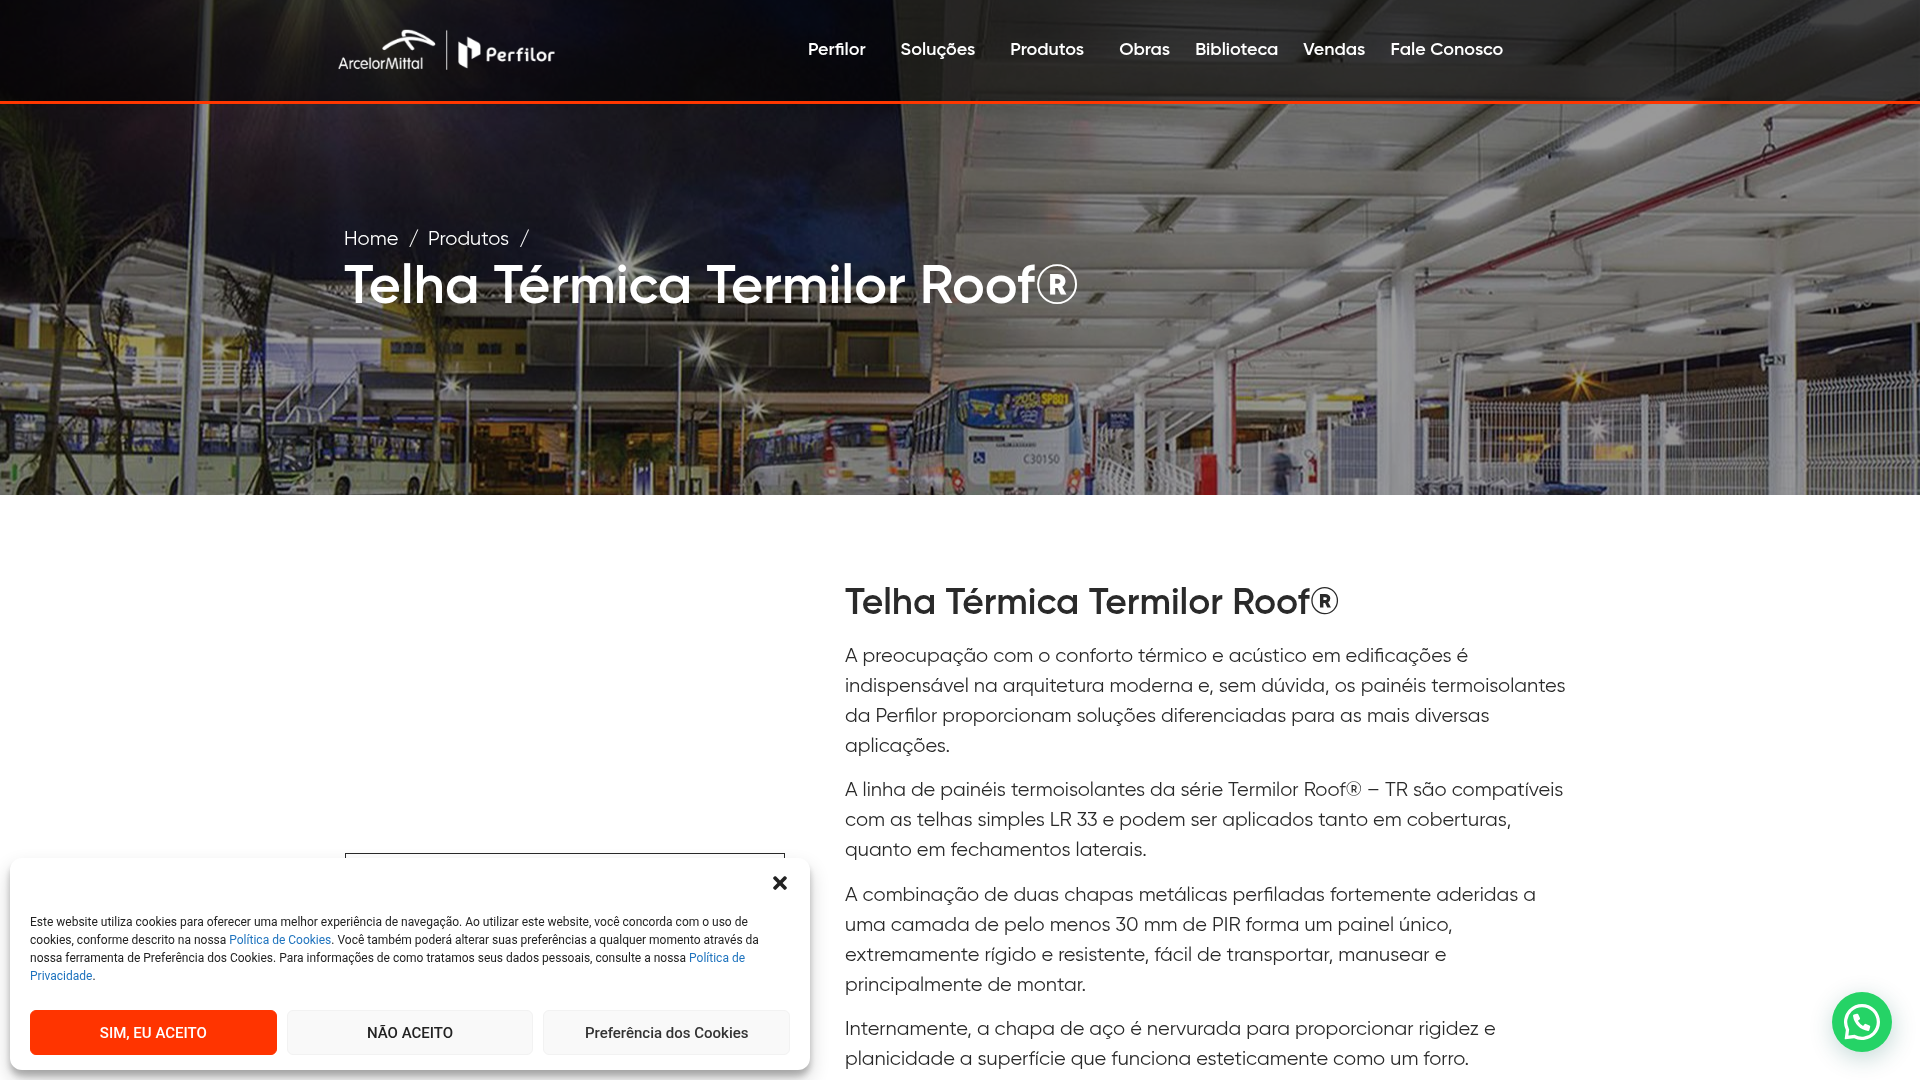 ArcelorMittal Perfilor Perfilor Soluções Produtos Obras Biblioteca Vendas Fale Conosco
Home / Produtos /
Telha Térmica Termilor Roof®
SP801
C30150
Telha Térmica Termilor Roof®
A preocupação com o conforto térmico e acústico em edificações é
indispensável na arquitetura moderna e, sem dúvida, os painéis termoisolantes
da Perfilor proporcionam soluções diferenciadas para as mais diversas
aplicações.
A linha de painéis termoisolantes da série Termilor Roof® – TR são compatíveis
com as telhas simples LR 33 e podem ser aplicados tanto em coberturas,
quanto em fechamentos laterais.
A combinação de duas chapas metálicas perfiladas fortemente aderidas a
uma camada de pelo menos 30 mm de PIR forma um painel único,
extremamente rígido e resistente, fácil de transportar, manusear e
principalmente de montar.
Internamente, a chapa de aço é nervurada para proporcionar rigidez e
planicidade a superfície que funciona esteticamente como um forro.
Este website utiliza cookies para oferecer uma melhor experiência de navegação. Ao utilizar este website, você concorda com o uso de
cookies, conforme descrito na nossa Política de Cookies. Você também poderá alterar suas preferências a qualquer momento através da
nossa ferramenta de Preferência dos Cookies. Para informações de como tratamos seus dados pessoais, consulte a nossa Política de
Privacidade.
SIM, EU ACEITO NÃO ACEITO Preferência dos Cookies